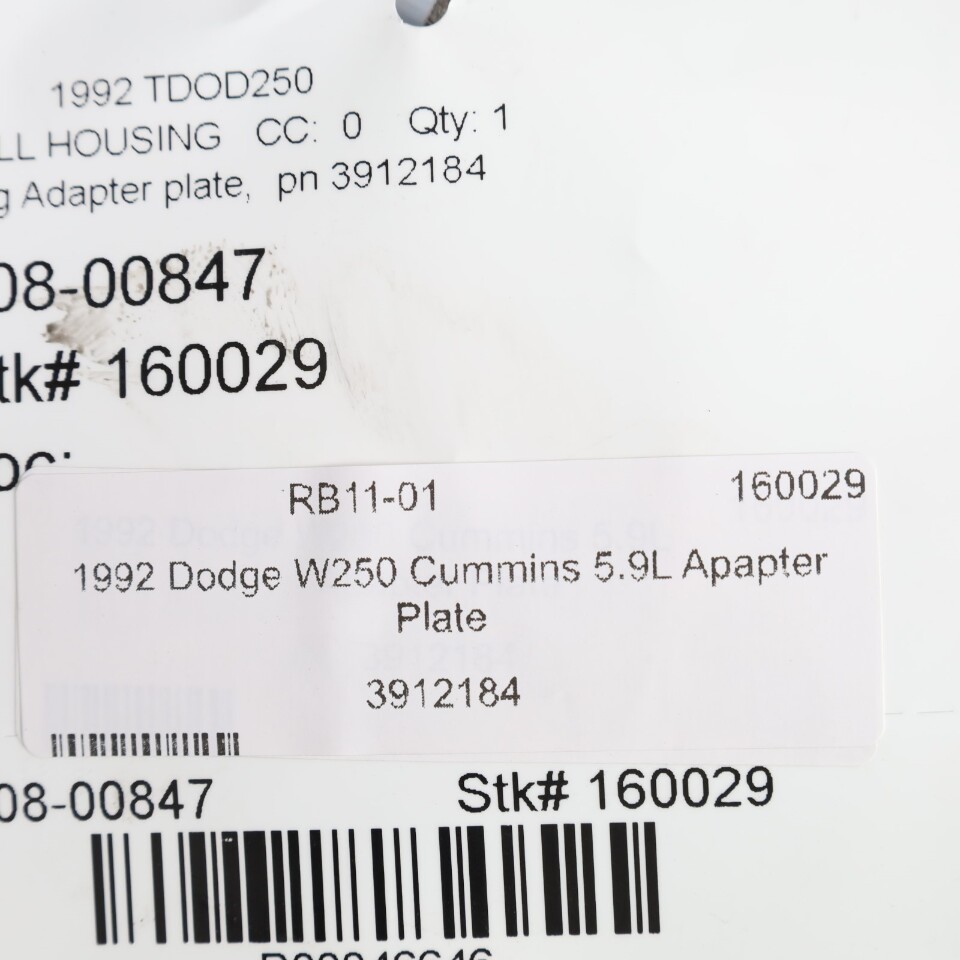 1992 TDOD250
LL HOUSING CC: 0 Qty: 1
g Adapter plate, pn 3912184
08-00847
tk# 160029
RB11-01 160029
1992 Dodge W250 Cummins 5.9L Apapter
Plate
3912184
08-00847 Stk# 160029